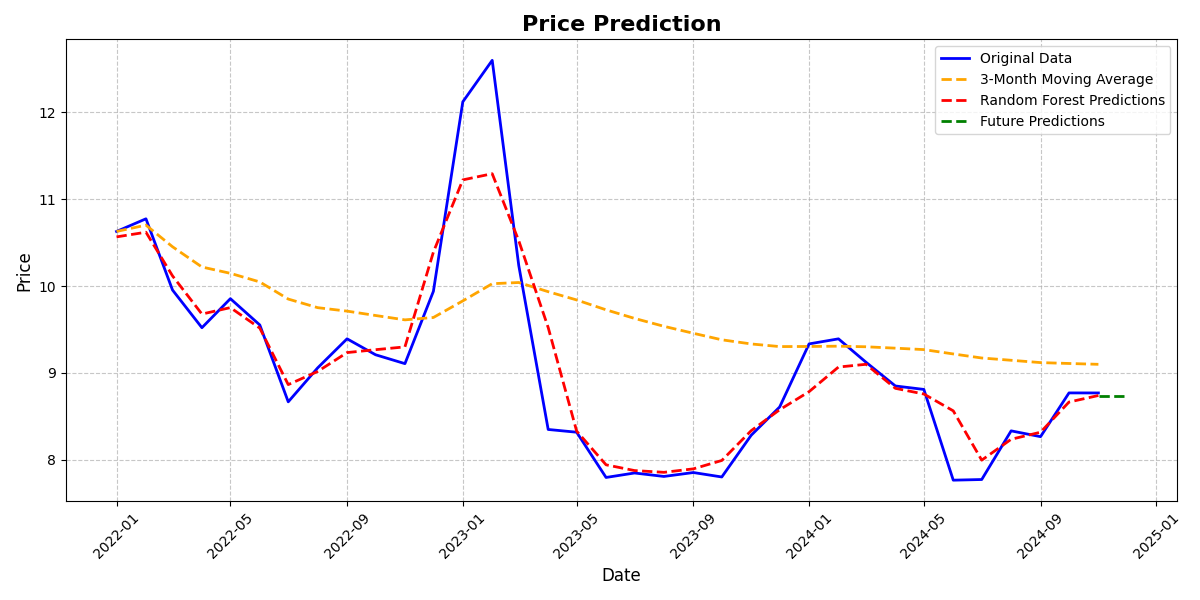 Price Prediction
Original Data
3-Month Moving Average
Random Forest Predictions
Future Predictions
Price
12
11
10
9
8
2022-01
2022-05
2022-09
2023-01
2023-05
2023-09
2024-01
2024-05
2024-09
2025-01
Date